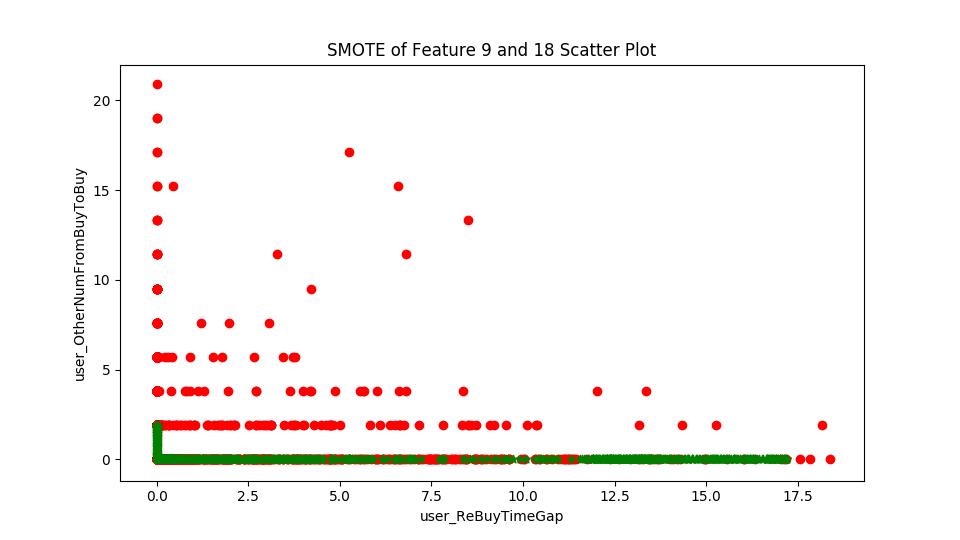 SMOTE of Feature 9 and 18 Scatter Plot
20
15
10
5
0
user_OtherNumFromBuyToBuy
0.0 2.5 5.0 7.5 10.0 12.5 15.0 17.5
user_ReBuyTimeGap